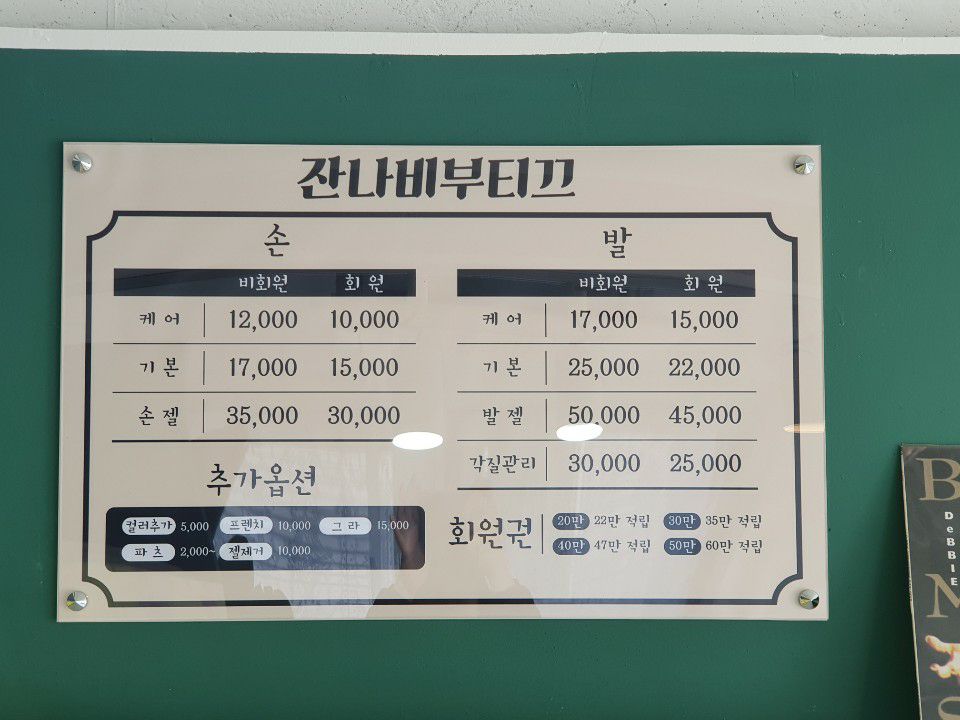 잔나비부티끄
손
비회원 회원
케어 12,000 10,000
기본 17,000 15,000
손젤 35,000 30,000
추가옵션
컬러추가 5,000 프렌치 10,000 그라 15,000
파츠 2,000~ 젤제거 10,000
발
비회원 회원
케어 17,000 15,000
기본 25,000 22,000
발젤 50,000 45,000
각질관리 30,000 25,000
회원권
20만 22만 적립 30만 35만 적립
40만 47만 적립 50만 60만 적립
B
DeBBIE
M